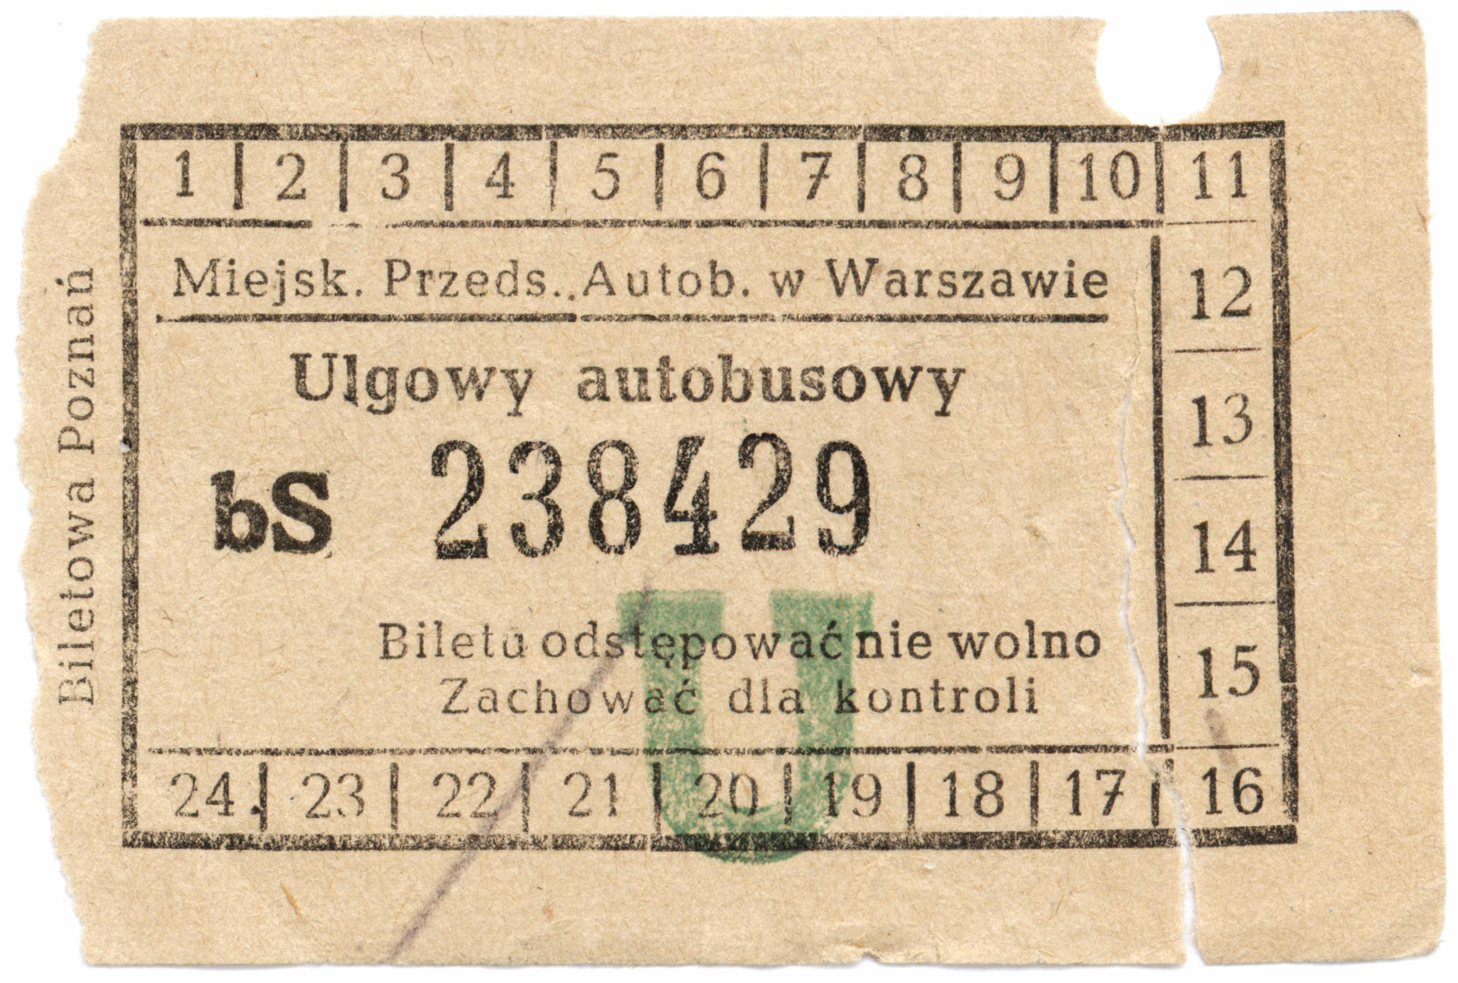 1 2 3 4 5 6 7 8 9 10 11
Miejsk. Przeds. Autob. w Warszawie
12
Ulgowy autobusowy
13
bS 238429
14
Biletu odstępować nie wolno
15
Zachować dla kontroli
U
24 23 22 21 20 19 18 17 16
Biletowa Poznań